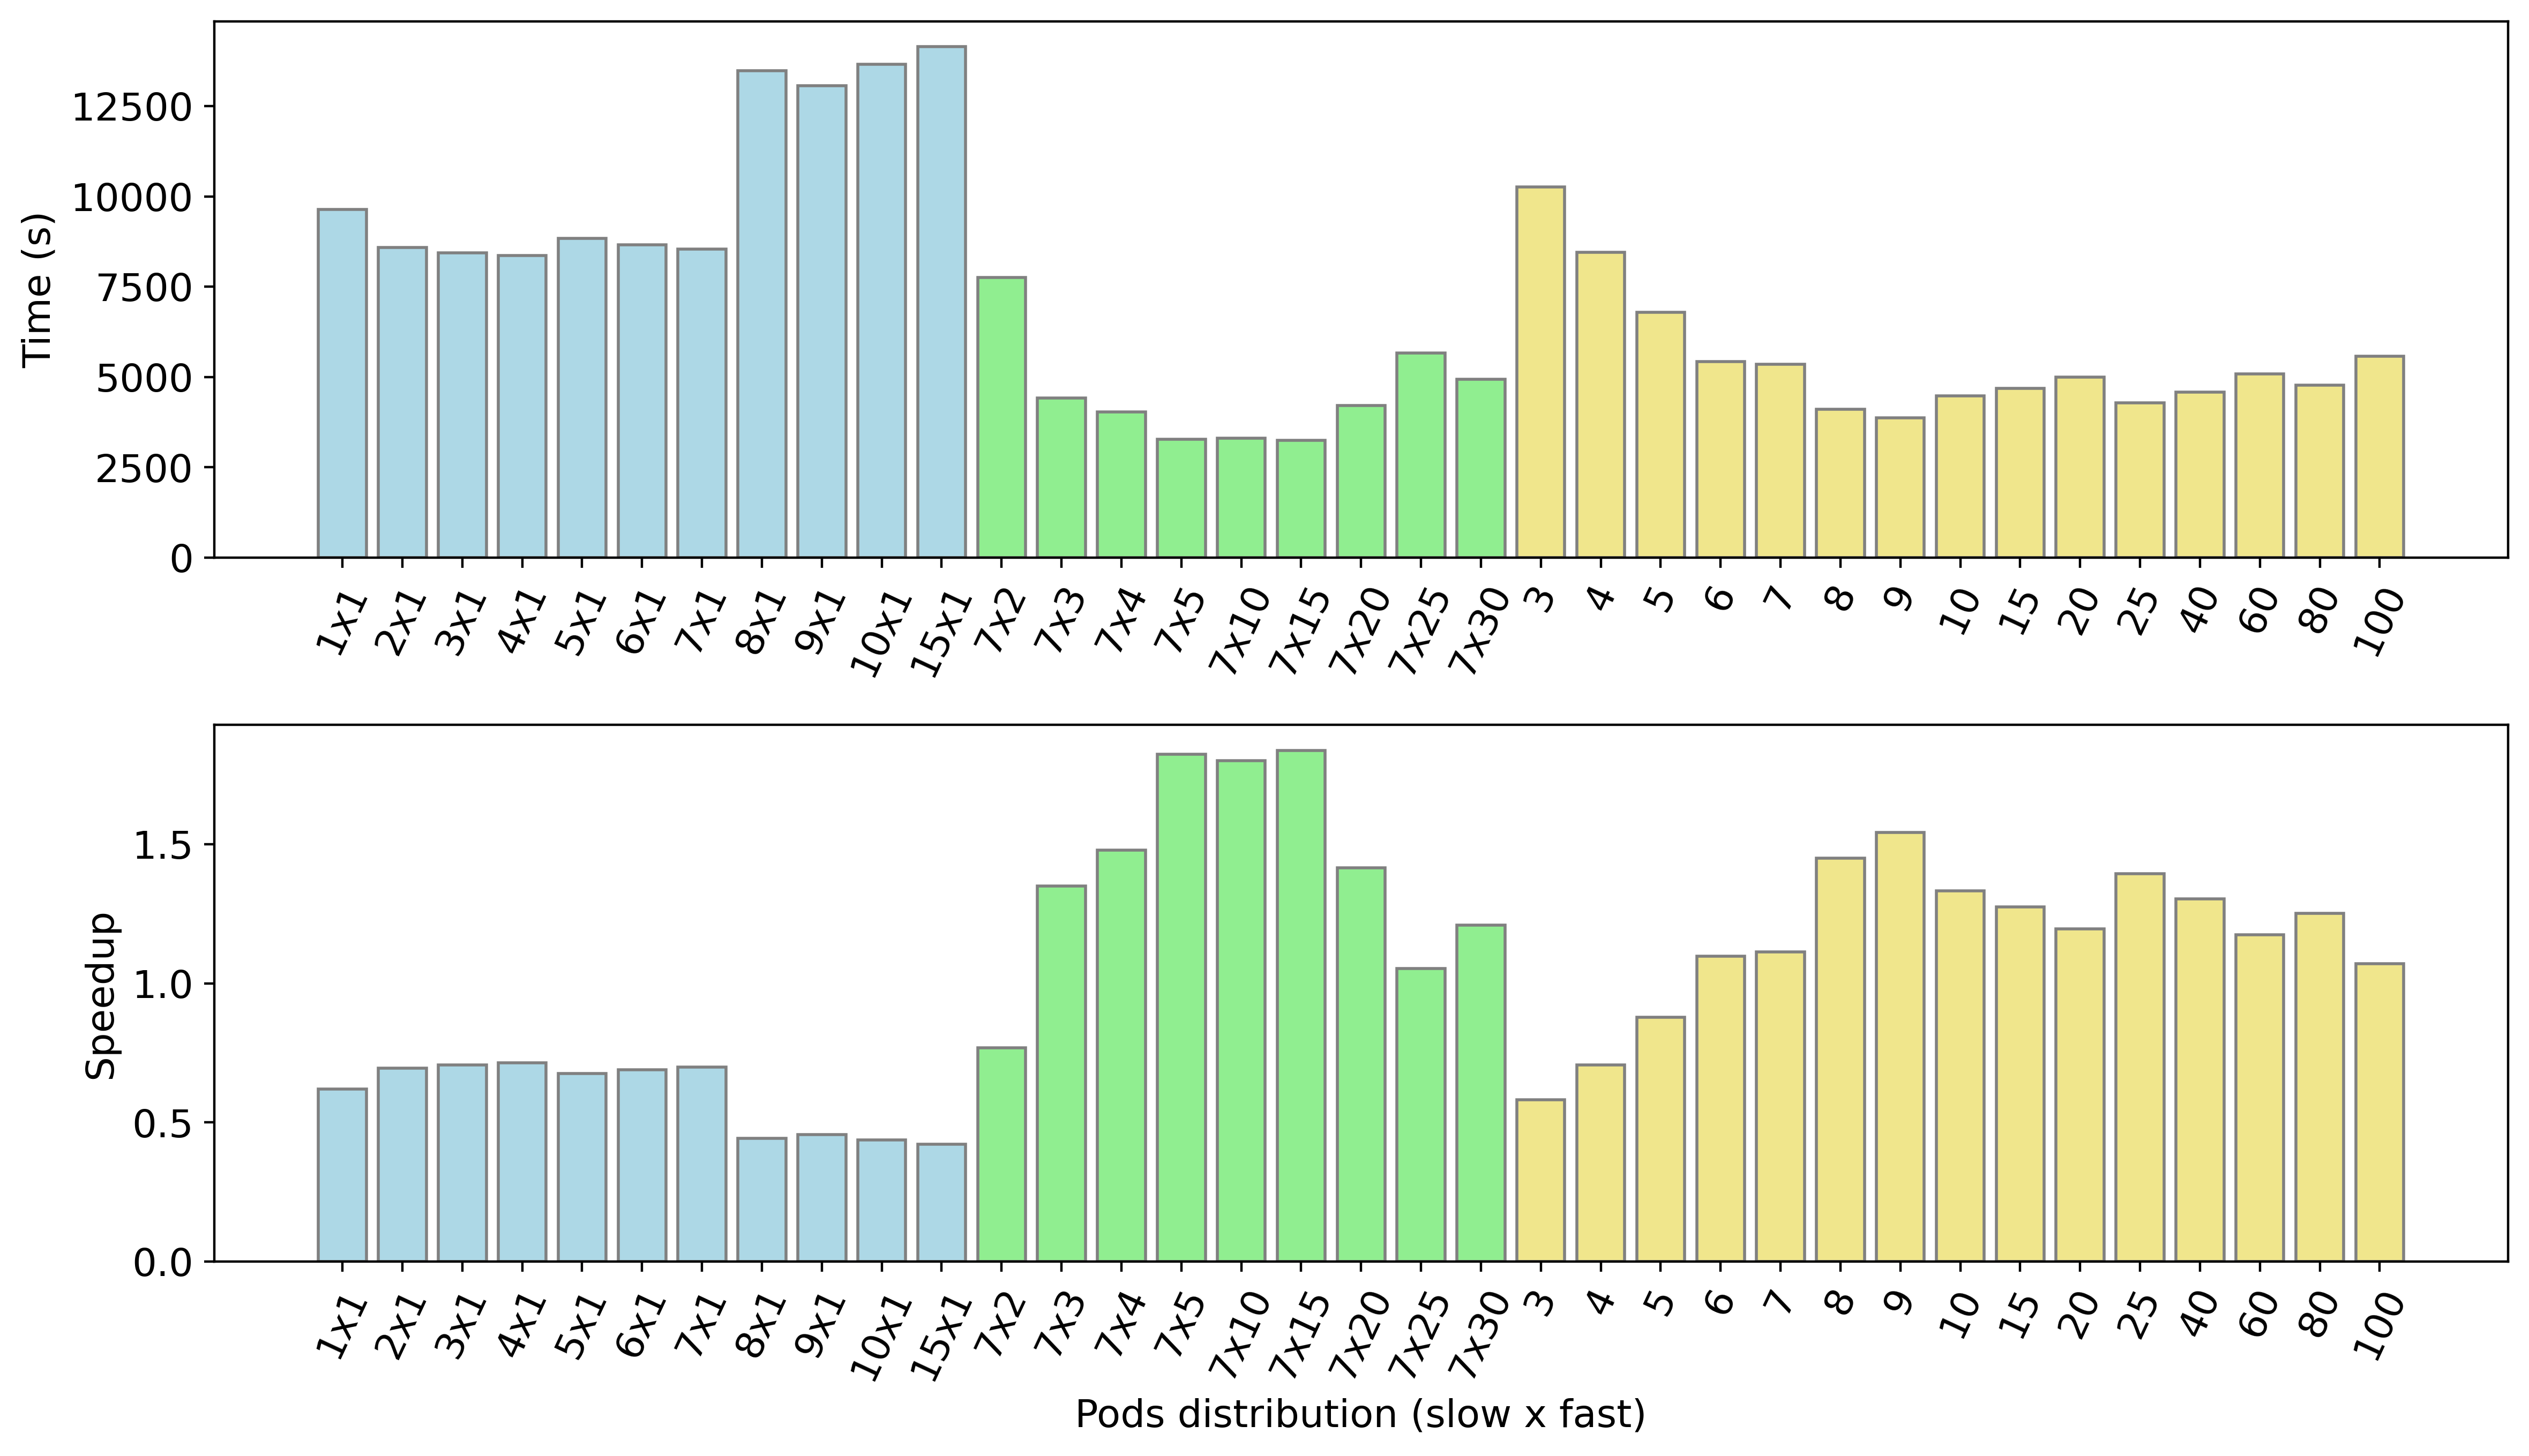 Time (s)
12500
10000
7500
5000
2500
0
1x1 2x1 3x1 4x1 5x1 6x1 7x1 8x1 9x1 10x1 15x1 7x2 7x3 7x4 7x5 7x10 7x15 7x20 7x25 7x30 3 4 5 6 7 8 9 10 15 20 25 40 60 80 100
Speedup
1.5
1.0
0.5
0.0
1x1 2x1 3x1 4x1 5x1 6x1 7x1 8x1 9x1 10x1 15x1 7x2 7x3 7x4 7x5 7x10 7x15 7x20 7x25 7x30 3 4 5 6 7 8 9 10 15 20 25 40 60 80 100
Pods distribution (slow x fast)